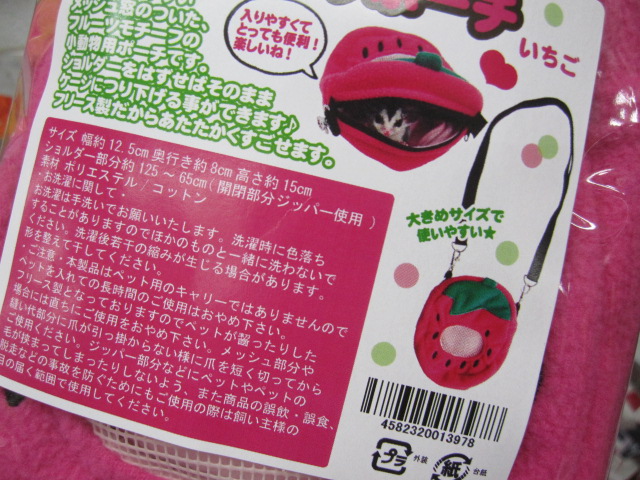 メッシュ窓のついた、
フルーツモチーフの
小動物用ポーチです。
ショルダーをはずせばそのまま
ケージにつり下げる事ができます♪
フリース製だからあたたかくすごせます。
入りやすくて
とっても便利!
楽しいね!
ポーチ
いちご
サイズ 幅約12.5cm 奥行き約8cm 高さ約15cm
ショルダー部分約125~65cm(開閉部分ジッパー使用)
素材 ポリエステル/コットン
・お洗濯に関して・
お洗濯は手洗いでお願いいたします。洗濯時に色落ち
することがありますのでほかのものと一緒に洗わないで
ください。洗濯後若干の縮みが生じる場合があります。
形を整えて干してください。
・ご注意・本製品はペット用のキャリーではありませんので
ペットを入れての長時間のご使用はおやめ下さい。
フリース製となっておりますのでペットが齧ったりした
場合には直ちにご使用をおやめ下さい。メッシュ部分や
縫い代部分に爪が引っ掛からない様に爪を短く切ってから
ご使用ください。ジッパー部分などにペットやペットの
毛が挟まってしまったりしないよう、また商品の誤飲・誤食、
脱走などの事故を防ぐためにもご使用の際は飼い主様の
目の届く範囲で使用してください。
大きめサイズで
使いやすい★
4582320013978
プラ 外装
紙 台紙